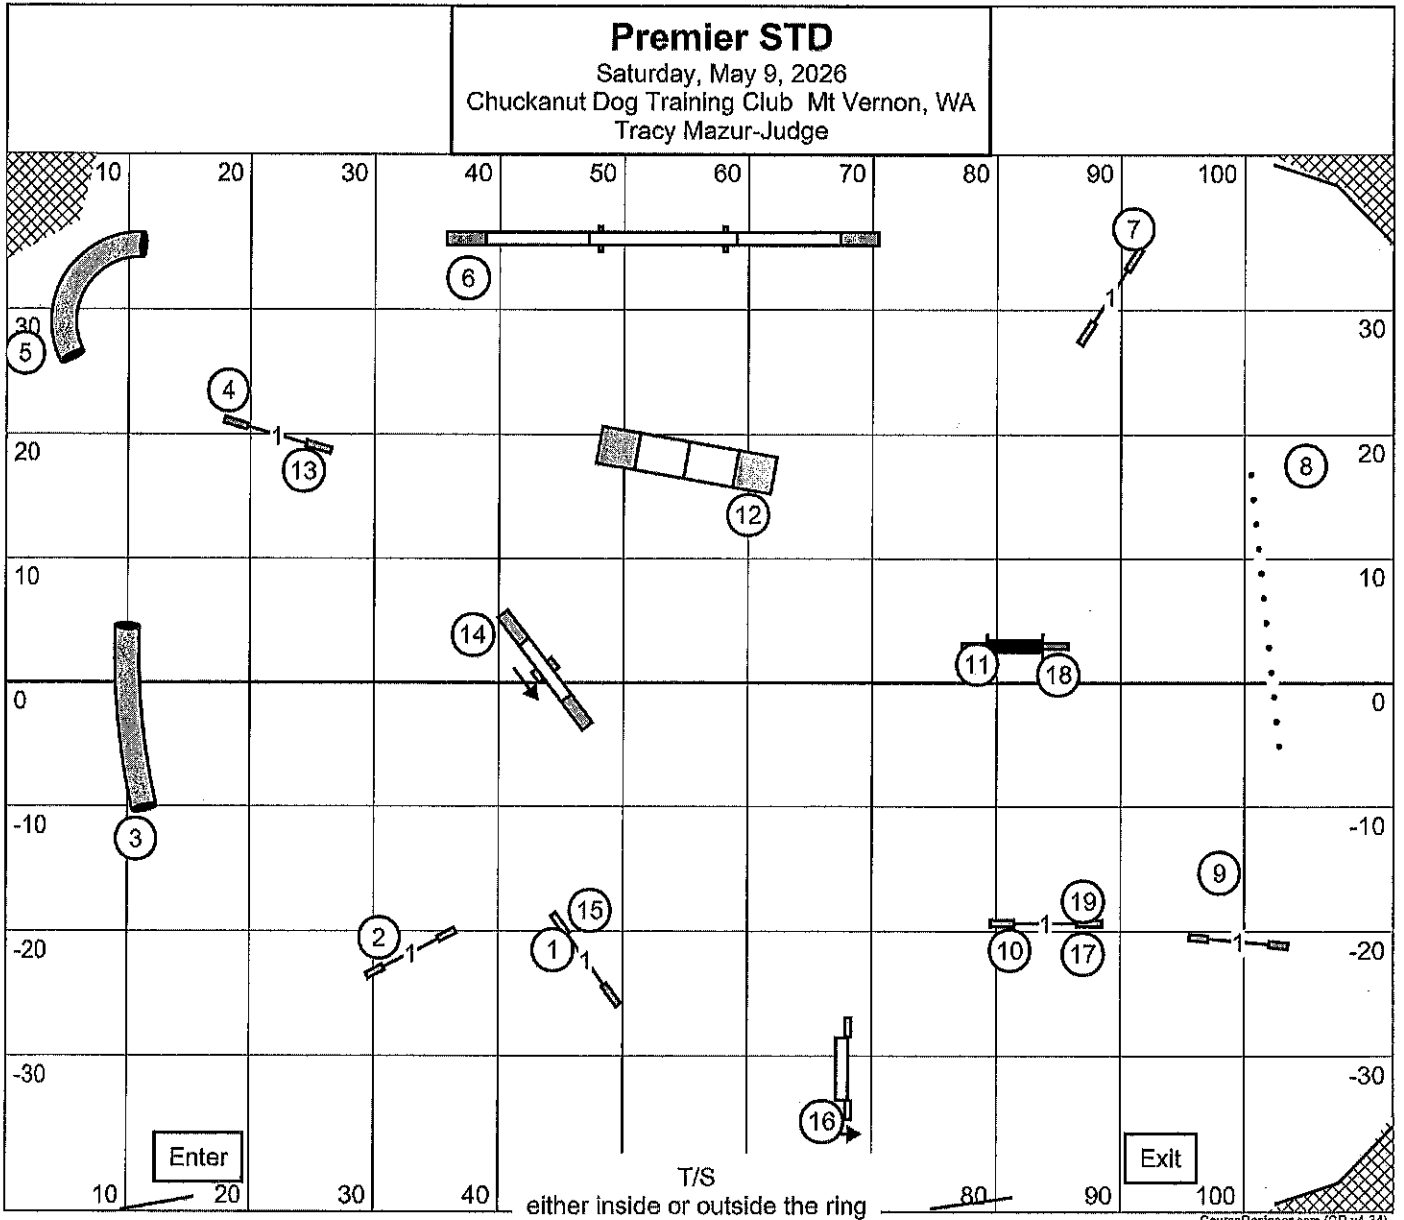 Premier STD
Saturday, May 9, 2026
Chuckanut Dog Training Club Mt Vernon, WA
Tracy Mazur-Judge
10 20 30 40 50 60 70 80 90 100
7
6
30 30
5
1
4
1
20 20
13
8
12
10 10
14
11 18
0 0
-10 -10
3
9
15 19
2 1 1 1
1 10 17
-20 -20
1
-30 -30
16
Enter Exit
T/S
10 20 30 40 80 90 100
either inside or outside the ring